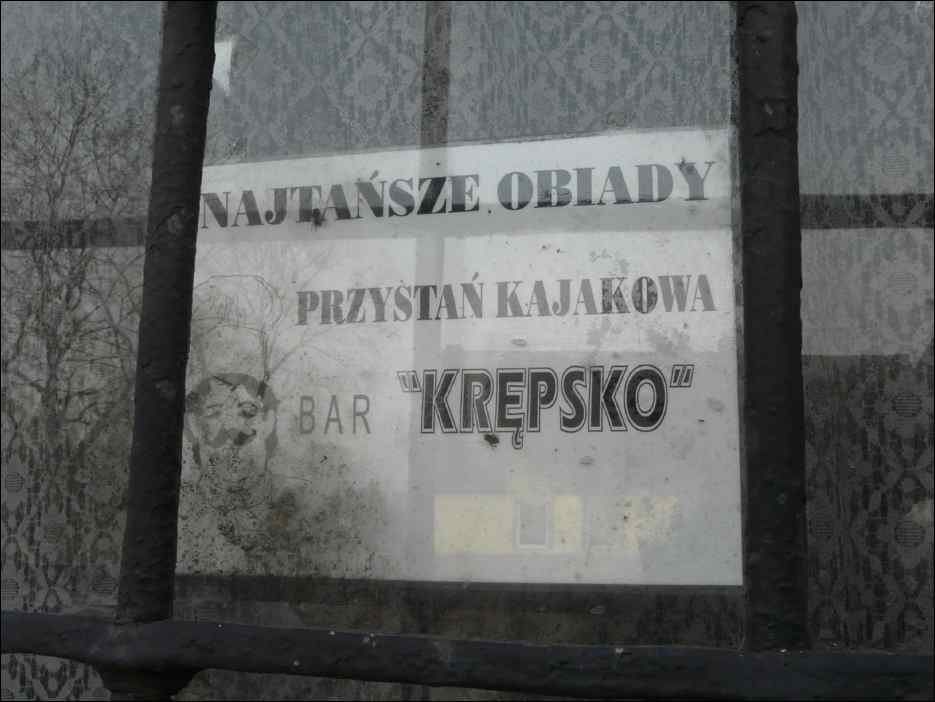 NAJTAŃSZE OBIADY
PRZYSTAŃ KAJAKOWA
BAR "KRĘPSKO"